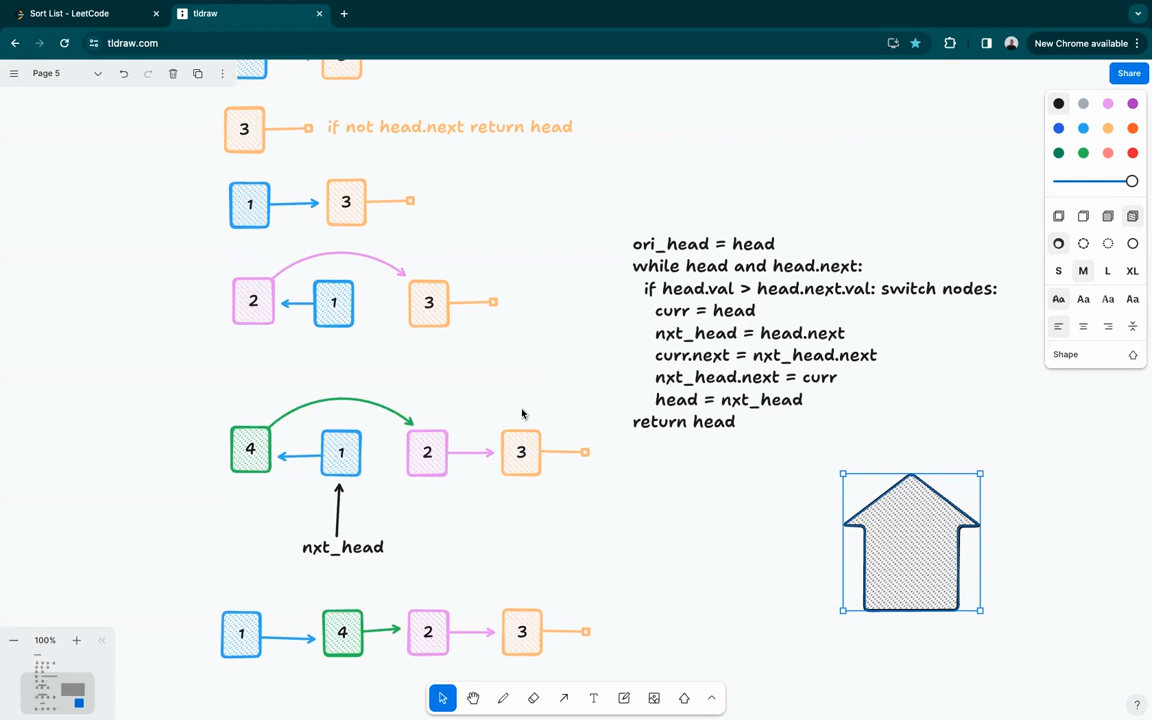 Sort List - LeetCode
tldraw
tldraw.com
New Chrome available
Page 5
Share
3
if not head.next return head
1
3
2
1
3
ori_head = head
while head and head.next:
if head.val > head.next.val: switch nodes:
curr = head
nxt_head = head.next
curr.next = nxt_head.next
nxt_head.next = curr
head = nxt_head
return head
4
1
2
3
nxt_head
1
4
2
3
S
M
L
XL
Aa
Aa
Aa
Aa
Shape
100%
T
?